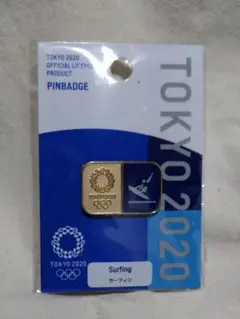 TOKYO 2020
OFFICIAL LICENSED
PRODUCT
PINBADGE
TOKYO 2020
TOKYO 2020
Surfing
サーフィン